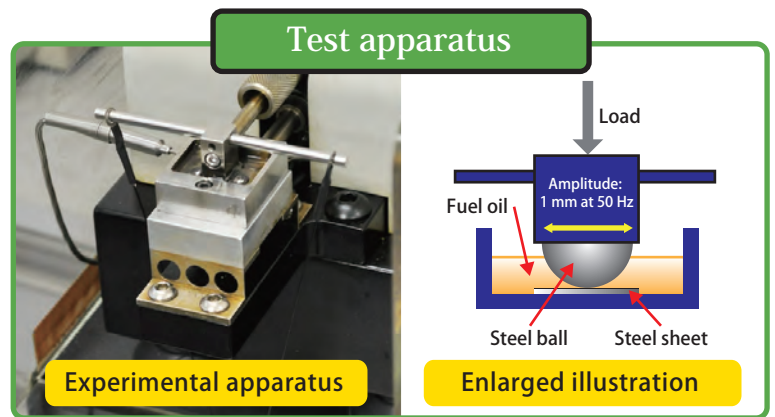 Test apparatus
Load
Amplitude:
1 mm at 50 Hz
Fuel oil
Steel ball
Steel sheet
Experimental apparatus
Enlarged illustration